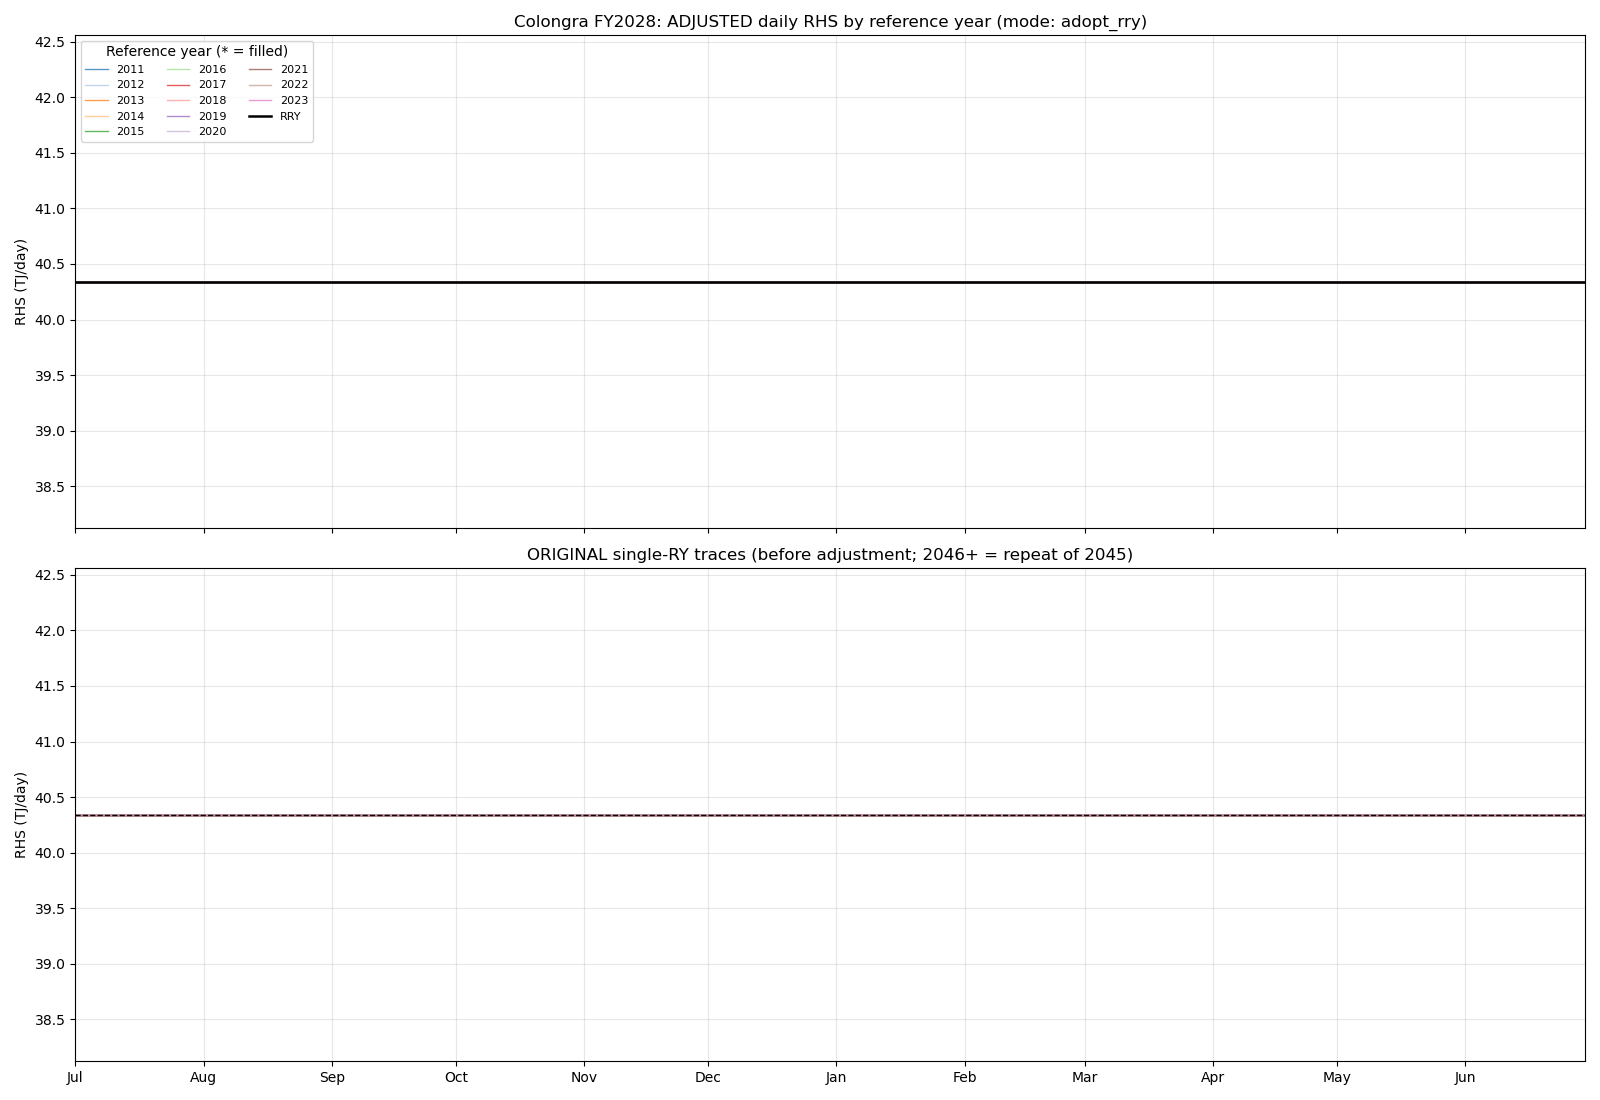 Colongra FY2028: ADJUSTED daily RHS by reference year (mode: adopt_rry)
42.5
42.0
41.5
41.0
40.5
40.0
39.5
39.0
38.5
RHS (TJ/day)
Reference year (* = filled)
2011 2016 2021
2012 2017 2022
2013 2018 2023
2014 2019 RRY
2015 2020
ORIGINAL single-RY traces (before adjustment; 2046+ = repeat of 2045)
42.5
42.0
41.5
41.0
40.5
40.0
39.5
39.0
38.5
RHS (TJ/day)
Jul Aug Sep Oct Nov Dec Jan Feb Mar Apr May Jun